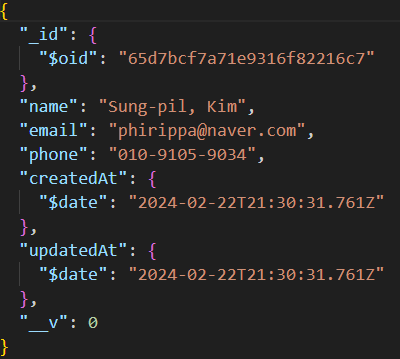 {
  "_id": {
    "$oid": "65d7bcf7a71e9316f82216c7"
  },
  "name": "Sung-pil, Kim",
  "email": "phirippa@naver.com",
  "phone": "010-9105-9034",
  "createdAt": {
    "$date": "2024-02-22T21:30:31.761Z"
  },
  "updatedAt": {
    "$date": "2024-02-22T21:30:31.761Z"
  },
  "__v": 0
}